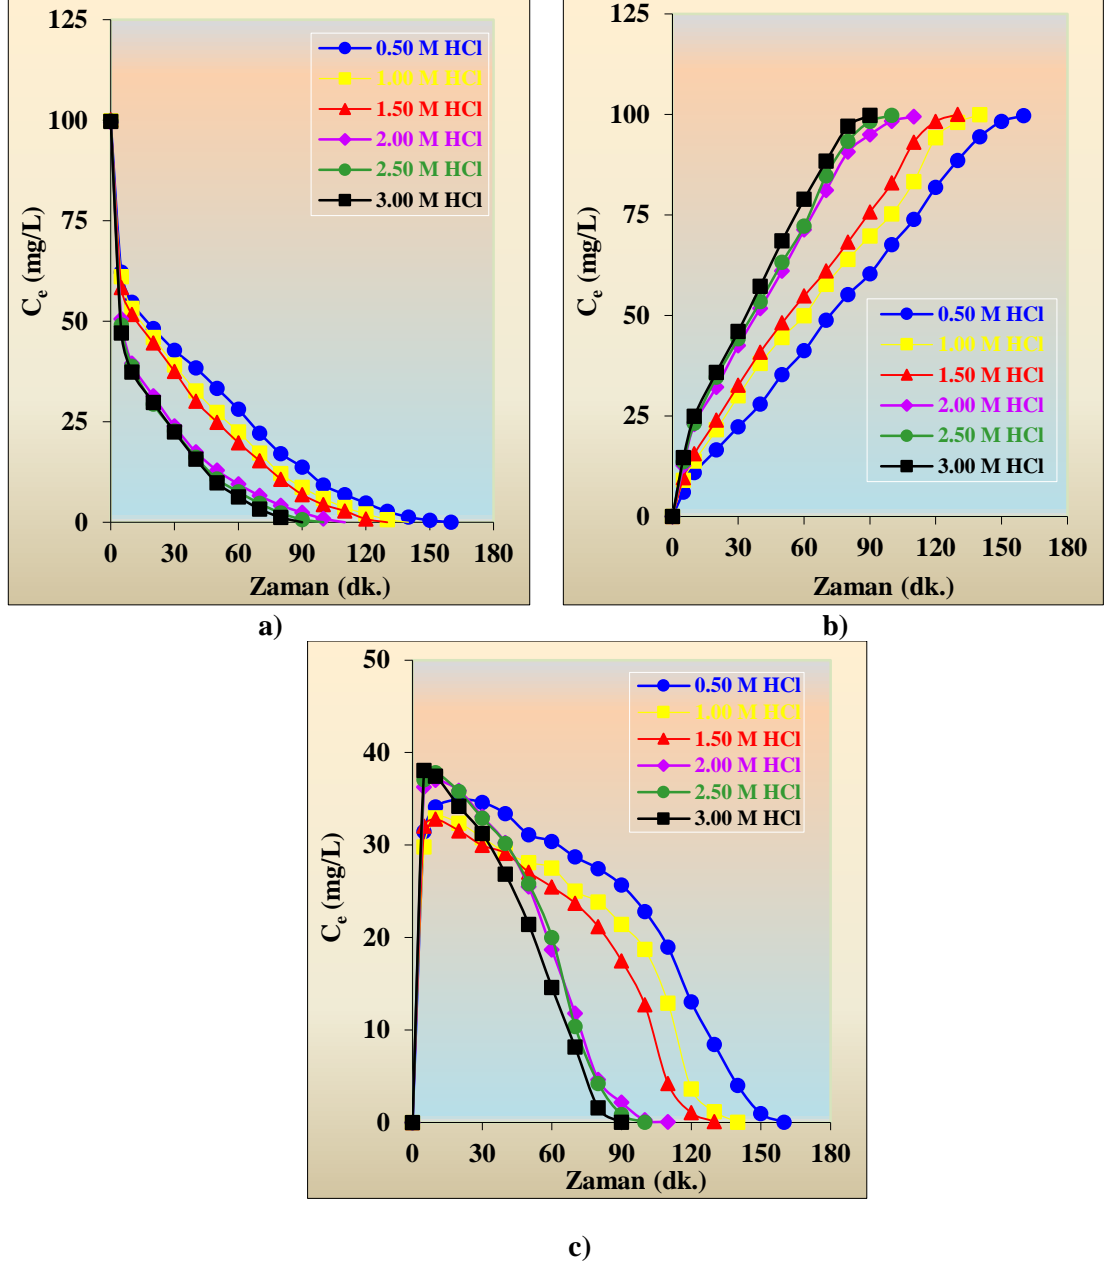 125
100
75
50
25
0
C_e (mg/L)
0 30 60 90 120 150 180
Zaman (dk.)
0.50 M HCl
1.00 M HCl
1.50 M HCl
2.00 M HCl
2.50 M HCl
3.00 M HCl
a)
125
100
75
50
25
0
C_e (mg/L)
0 30 60 90 120 150 180
Zaman (dk.)
0.50 M HCl
1.00 M HCl
1.50 M HCl
2.00 M HCl
2.50 M HCl
3.00 M HCl
b)
50
40
30
20
10
0
C_e (mg/L)
0 30 60 90 120 150 180
Zaman (dk.)
0.50 M HCl
1.00 M HCl
1.50 M HCl
2.00 M HCl
2.50 M HCl
3.00 M HCl
c)